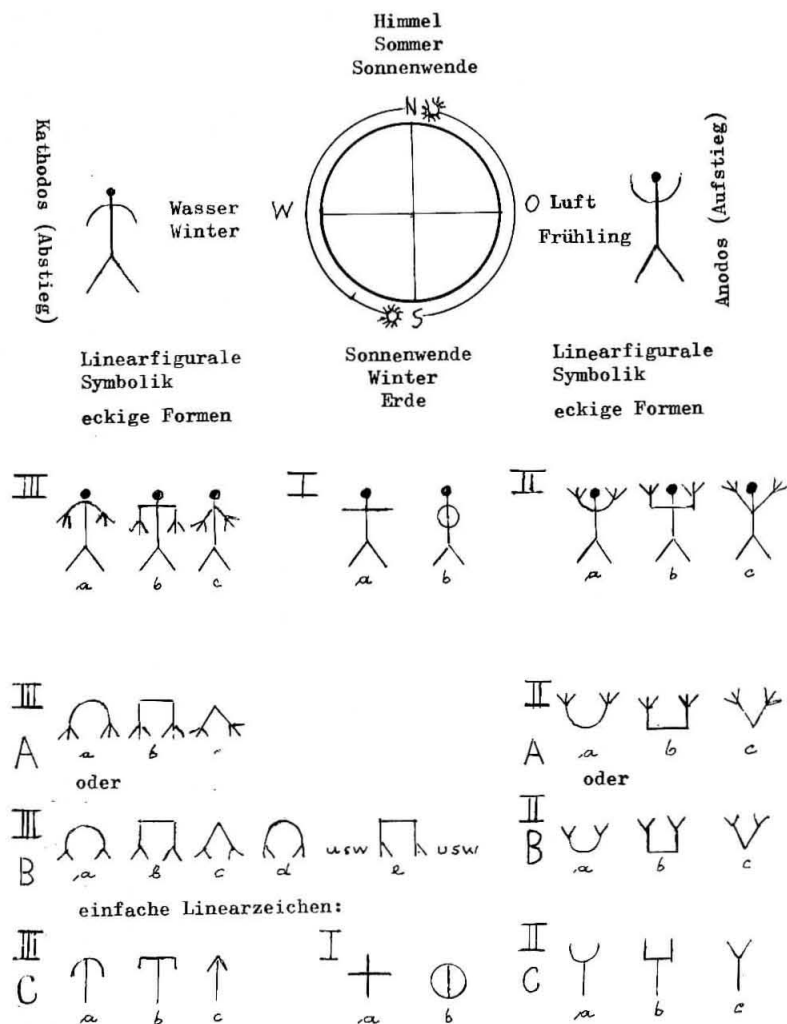 Himmel
Sommer
Sonnenwende
N
Kathodos (Abstieg)
Wasser
Winter
W
O Luft
Frühling
Anodos (Aufstieg)
S
Linearfigurale
Symbolik
eckige Formen
Sonnenwende
Winter
Erde
Linearfigurale
Symbolik
eckige Formen
III
a b c
I
a b
II
a b c
III
A
a b c
oder
II
A
a b c
oder
III
B
a b c d usw e usw
II
B
a b c
einfache Linearzeichen:
III
C
a b c
I
a b
II
C
a b c